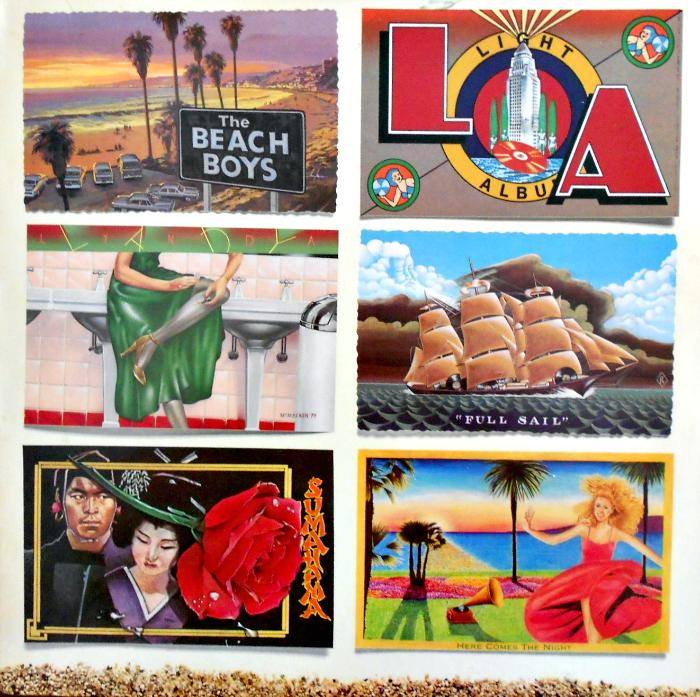 The
BEACH
BOYS
L A
LIGHT
ALBUM
"FULL SAIL"
SUMAHAMA
HERE COMES THE NIGHT